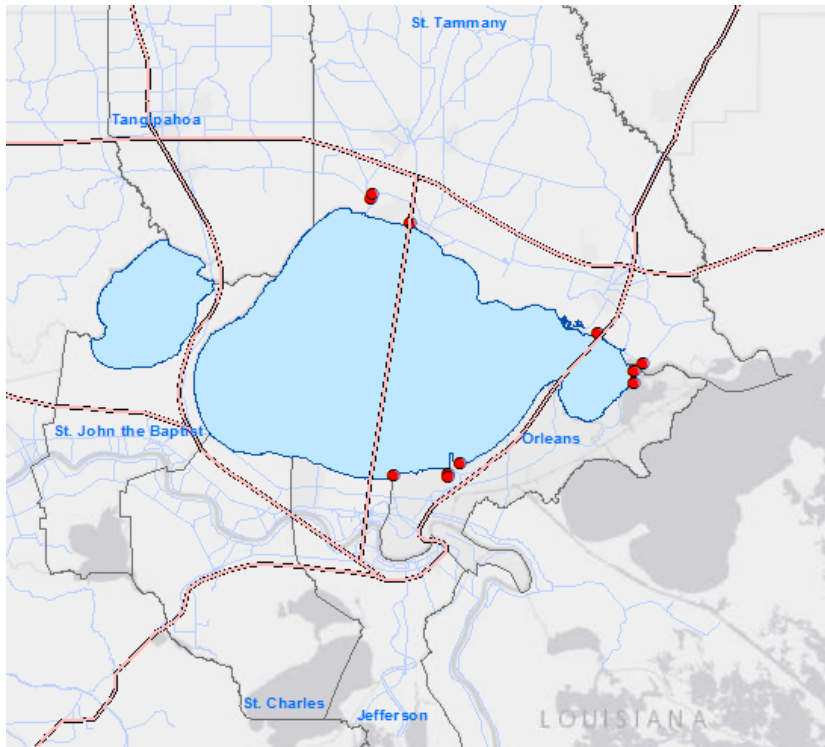 St. Tammany
Tangipahoa
St. John the Baptist
Orleans
St. Charles
Jefferson
LOUISIANA